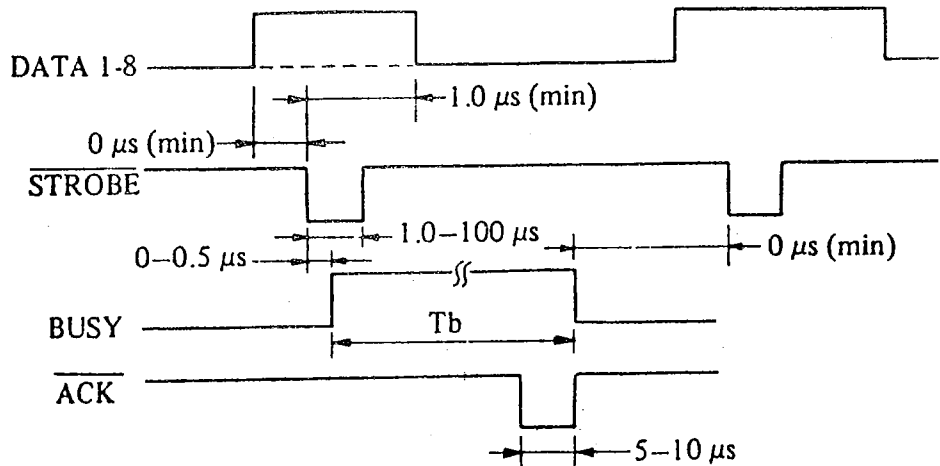 DATA 1-8
1.0 μs (min)
0 μs (min)
STROBE
1.0–100 μs
0–0.5 μs
0 μs (min)
BUSY
Tb
ACK
5–10 μs